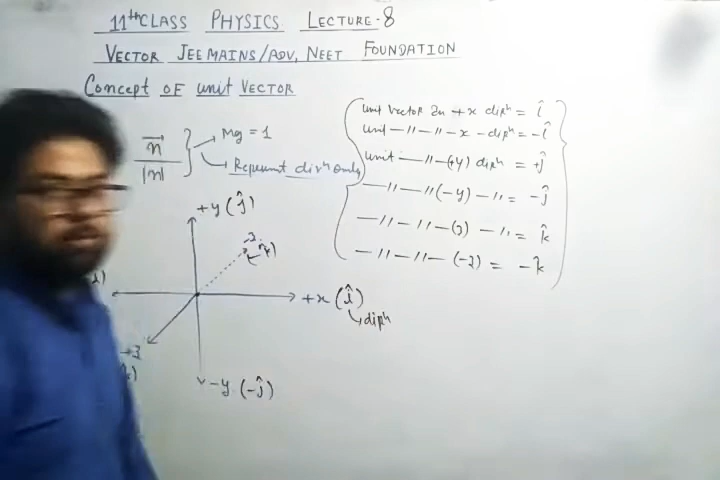 11th CLASS PHYSICS LECTURE-8
VECTOR JEE MAINS/ADV, NEET FOUNDATION
CONCEPT OF unit VECTOR
n⃗
|n|
Mg = 1
Represent dirn only
unit vector in +x dirn = î
unit —〃—〃— -x - dirn = -î
unit —〃—(+y) dirn = +ĵ
—〃—〃(-y) —〃= -ĵ
—〃—〃—(z) —〃= k̂
—〃—〃—(-z) = -k̂
+y (ĵ)
-z
+x (î)
dirn
+z
-y (-ĵ)